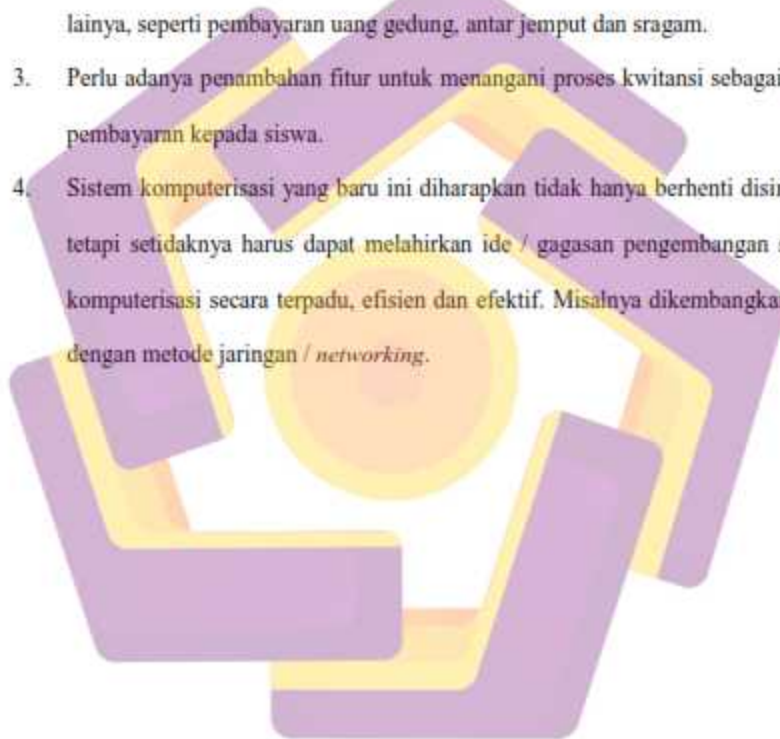 lainya, seperti pembayaran uang gedung, antar jemput dan sragam.
3. Perlu adanya penambahan fitur untuk menangani proses kwitansi sebagai
pembayaran kepada siswa.
4. Sistem komputerisasi yang baru ini diharapkan tidak hanya berhenti
tetapi setidaknya harus dapat melahirkan ide / gagasan pengembangan
komputerisasi secara terpadu, efisien dan efektif. Misalnya
dengan metode jaringan / networking.